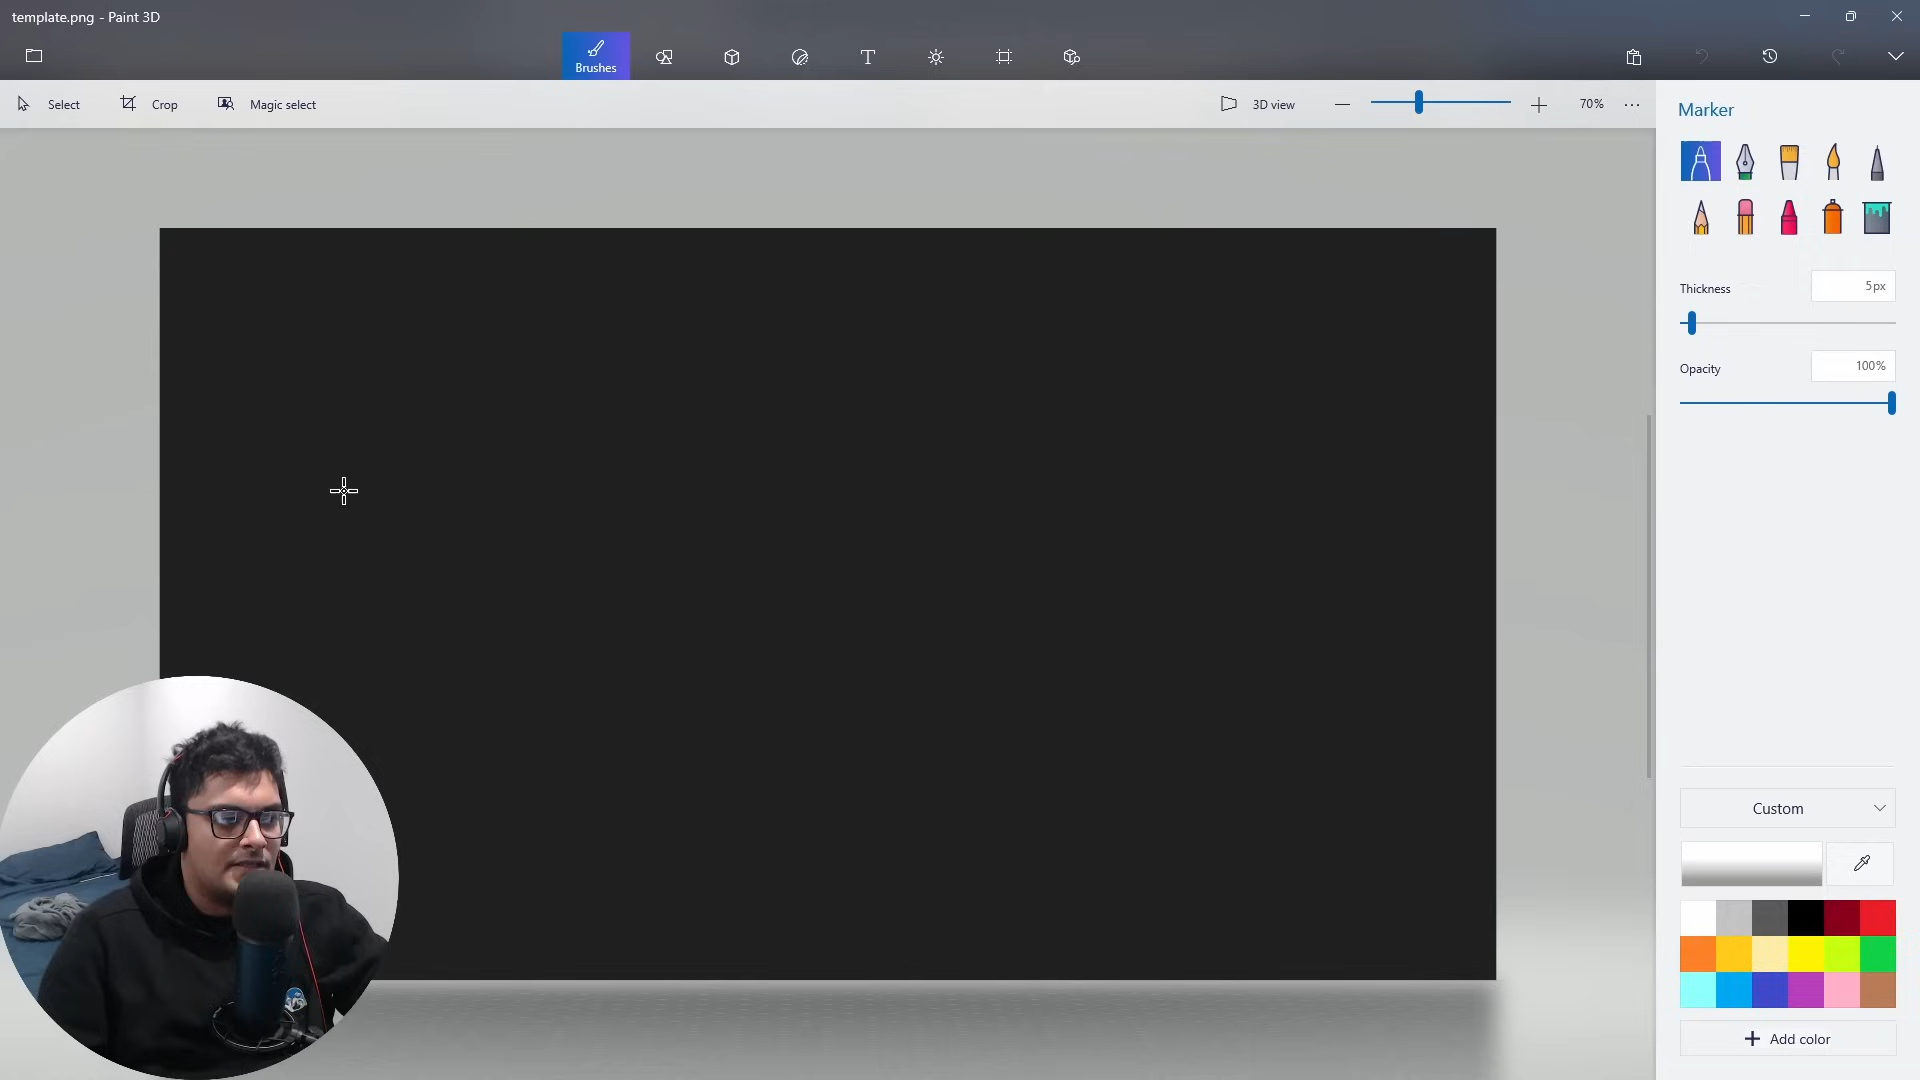 template.png - Paint 3D
Brushes
Select
Crop
Magic select
3D view
70%
Marker
Thickness
5px
Opacity
100%
Custom
Add color